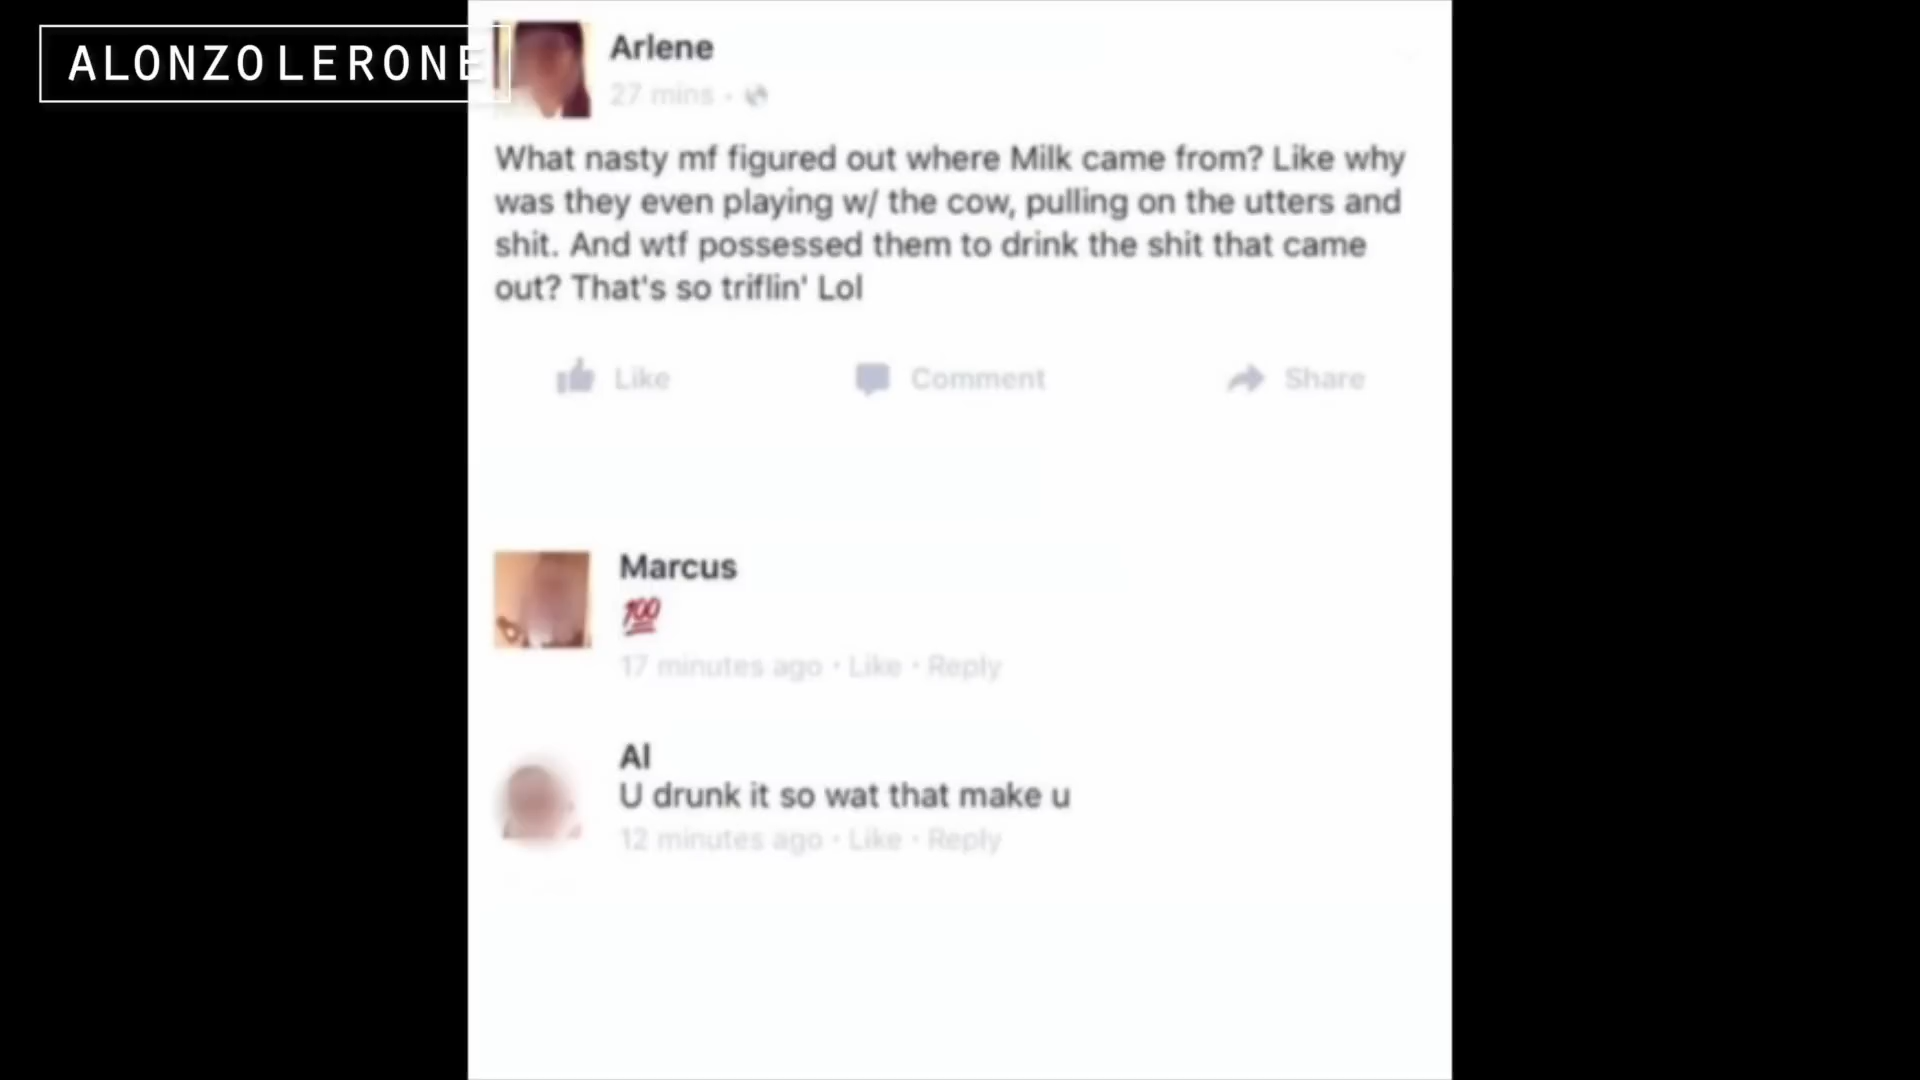 ALONZO LERONE
Arlene
27 mins ·
What nasty mf figured out where Milk came from? Like why
was they even playing w/ the cow, pulling on the utters and
shit. And wtf possessed them to drink the shit that came
out? That's so triflin' Lol
Like Comment Share
Marcus
💯
17 minutes ago · Like · Reply
Al
U drunk it so wat that make u
12 minutes ago · Like · Reply